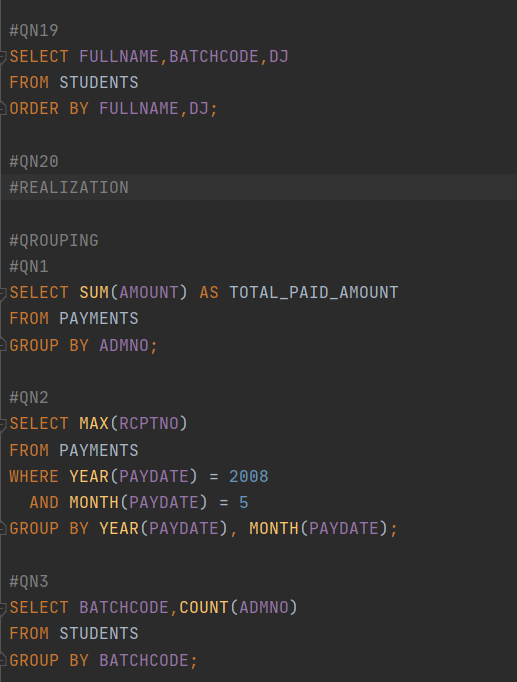 #QN19
SELECT FULLNAME,BATCHCODE,DJ
FROM STUDENTS
ORDER BY FULLNAME,DJ;
#QN20
#REALIZATION
#QROUPING
#QN1
SELECT SUM(AMOUNT) AS TOTAL_PAID_AMOUNT
FROM PAYMENTS
GROUP BY ADMNO;
#QN2
SELECT MAX(RCPTNO)
FROM PAYMENTS
WHERE YEAR(PAYDATE) = 2008
  AND MONTH(PAYDATE) = 5
GROUP BY YEAR(PAYDATE), MONTH(PAYDATE);
#QN3
SELECT BATCHCODE,COUNT(ADMNO)
FROM STUDENTS
GROUP BY BATCHCODE;